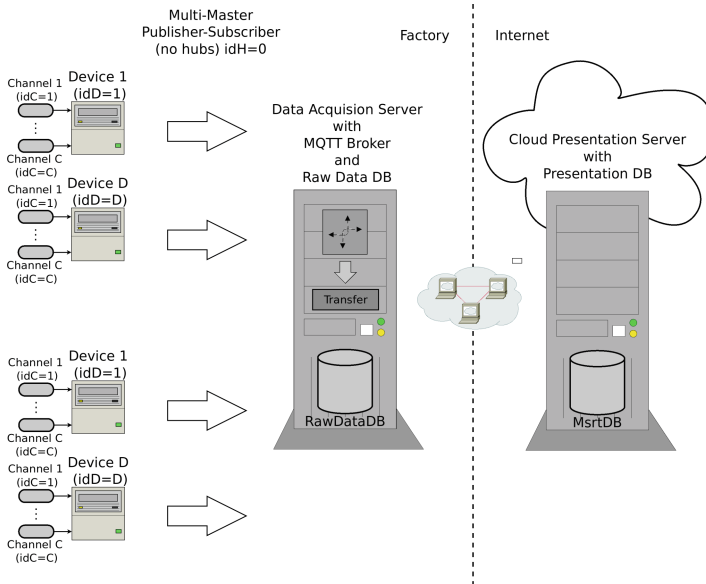 Multi-Master
Publisher-Subscriber
(no hubs) idH=0
Factory
Internet
Channel 1
(idC=1)
Device 1
(idD=1)
⋮
Channel C
(idC=C)
Channel 1
(idC=1)
Device D
(idD=D)
⋮
Channel C
(idC=C)
Data Acquision Server
with
MQTT Broker
and
Raw Data DB
Transfer
RawDataDB
Cloud Presentation Server
with
Presentation DB
MsrtDB
Channel 1
(idC=1)
Device 1
(idD=1)
⋮
Channel C
(idC=C)
Channel 1
(idC=1)
Device D
(idD=D)
⋮
Channel C
(idC=C)